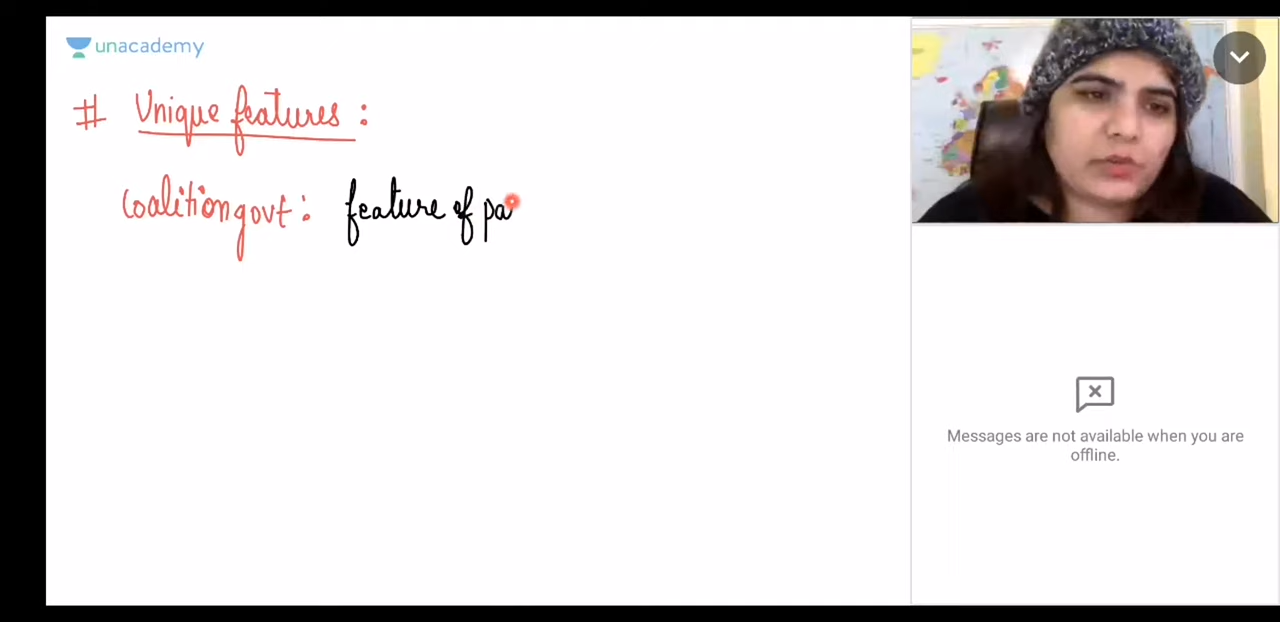 unacademy
# Unique features :
Coalition govt : feature of pa
Messages are not available when you are
offline.